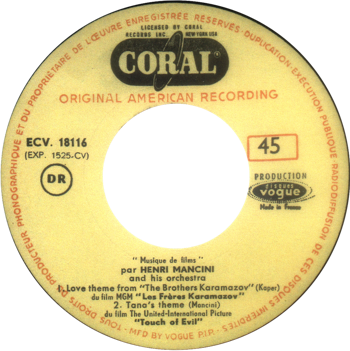 TOUS DROITS DU PRODUCTEUR PHONOGRAPHIQUE ET DU PROPRIÉTAIRE DE L'ŒUVRE ENREGISTRÉE RÉSERVÉS - DUPLICATION EXÉCUTION PUBLIQUE RADIODIFFUSION DE CE DISQUE INTERDITES
LICENSED BY CORAL
RECORDS INC. NEW-YORK USA
CORAL
ORIGINAL AMERICAN RECORDING
ECV. 18116
(EXP. 1525-CV)
45
DR
PRODUCTION
DISQUES
vogue
Made in France
" Musique de films "
par HENRI MANCINI
and his orchestra
1. Love theme from "The Brothers Karamazov" (Kaper)
du film MGM "Les Frères Karamazov"
2. Tana's theme (Mancini)
du film The United-International Picture
"Touch of Evil"
MFD BY VOGUE P.I.P.